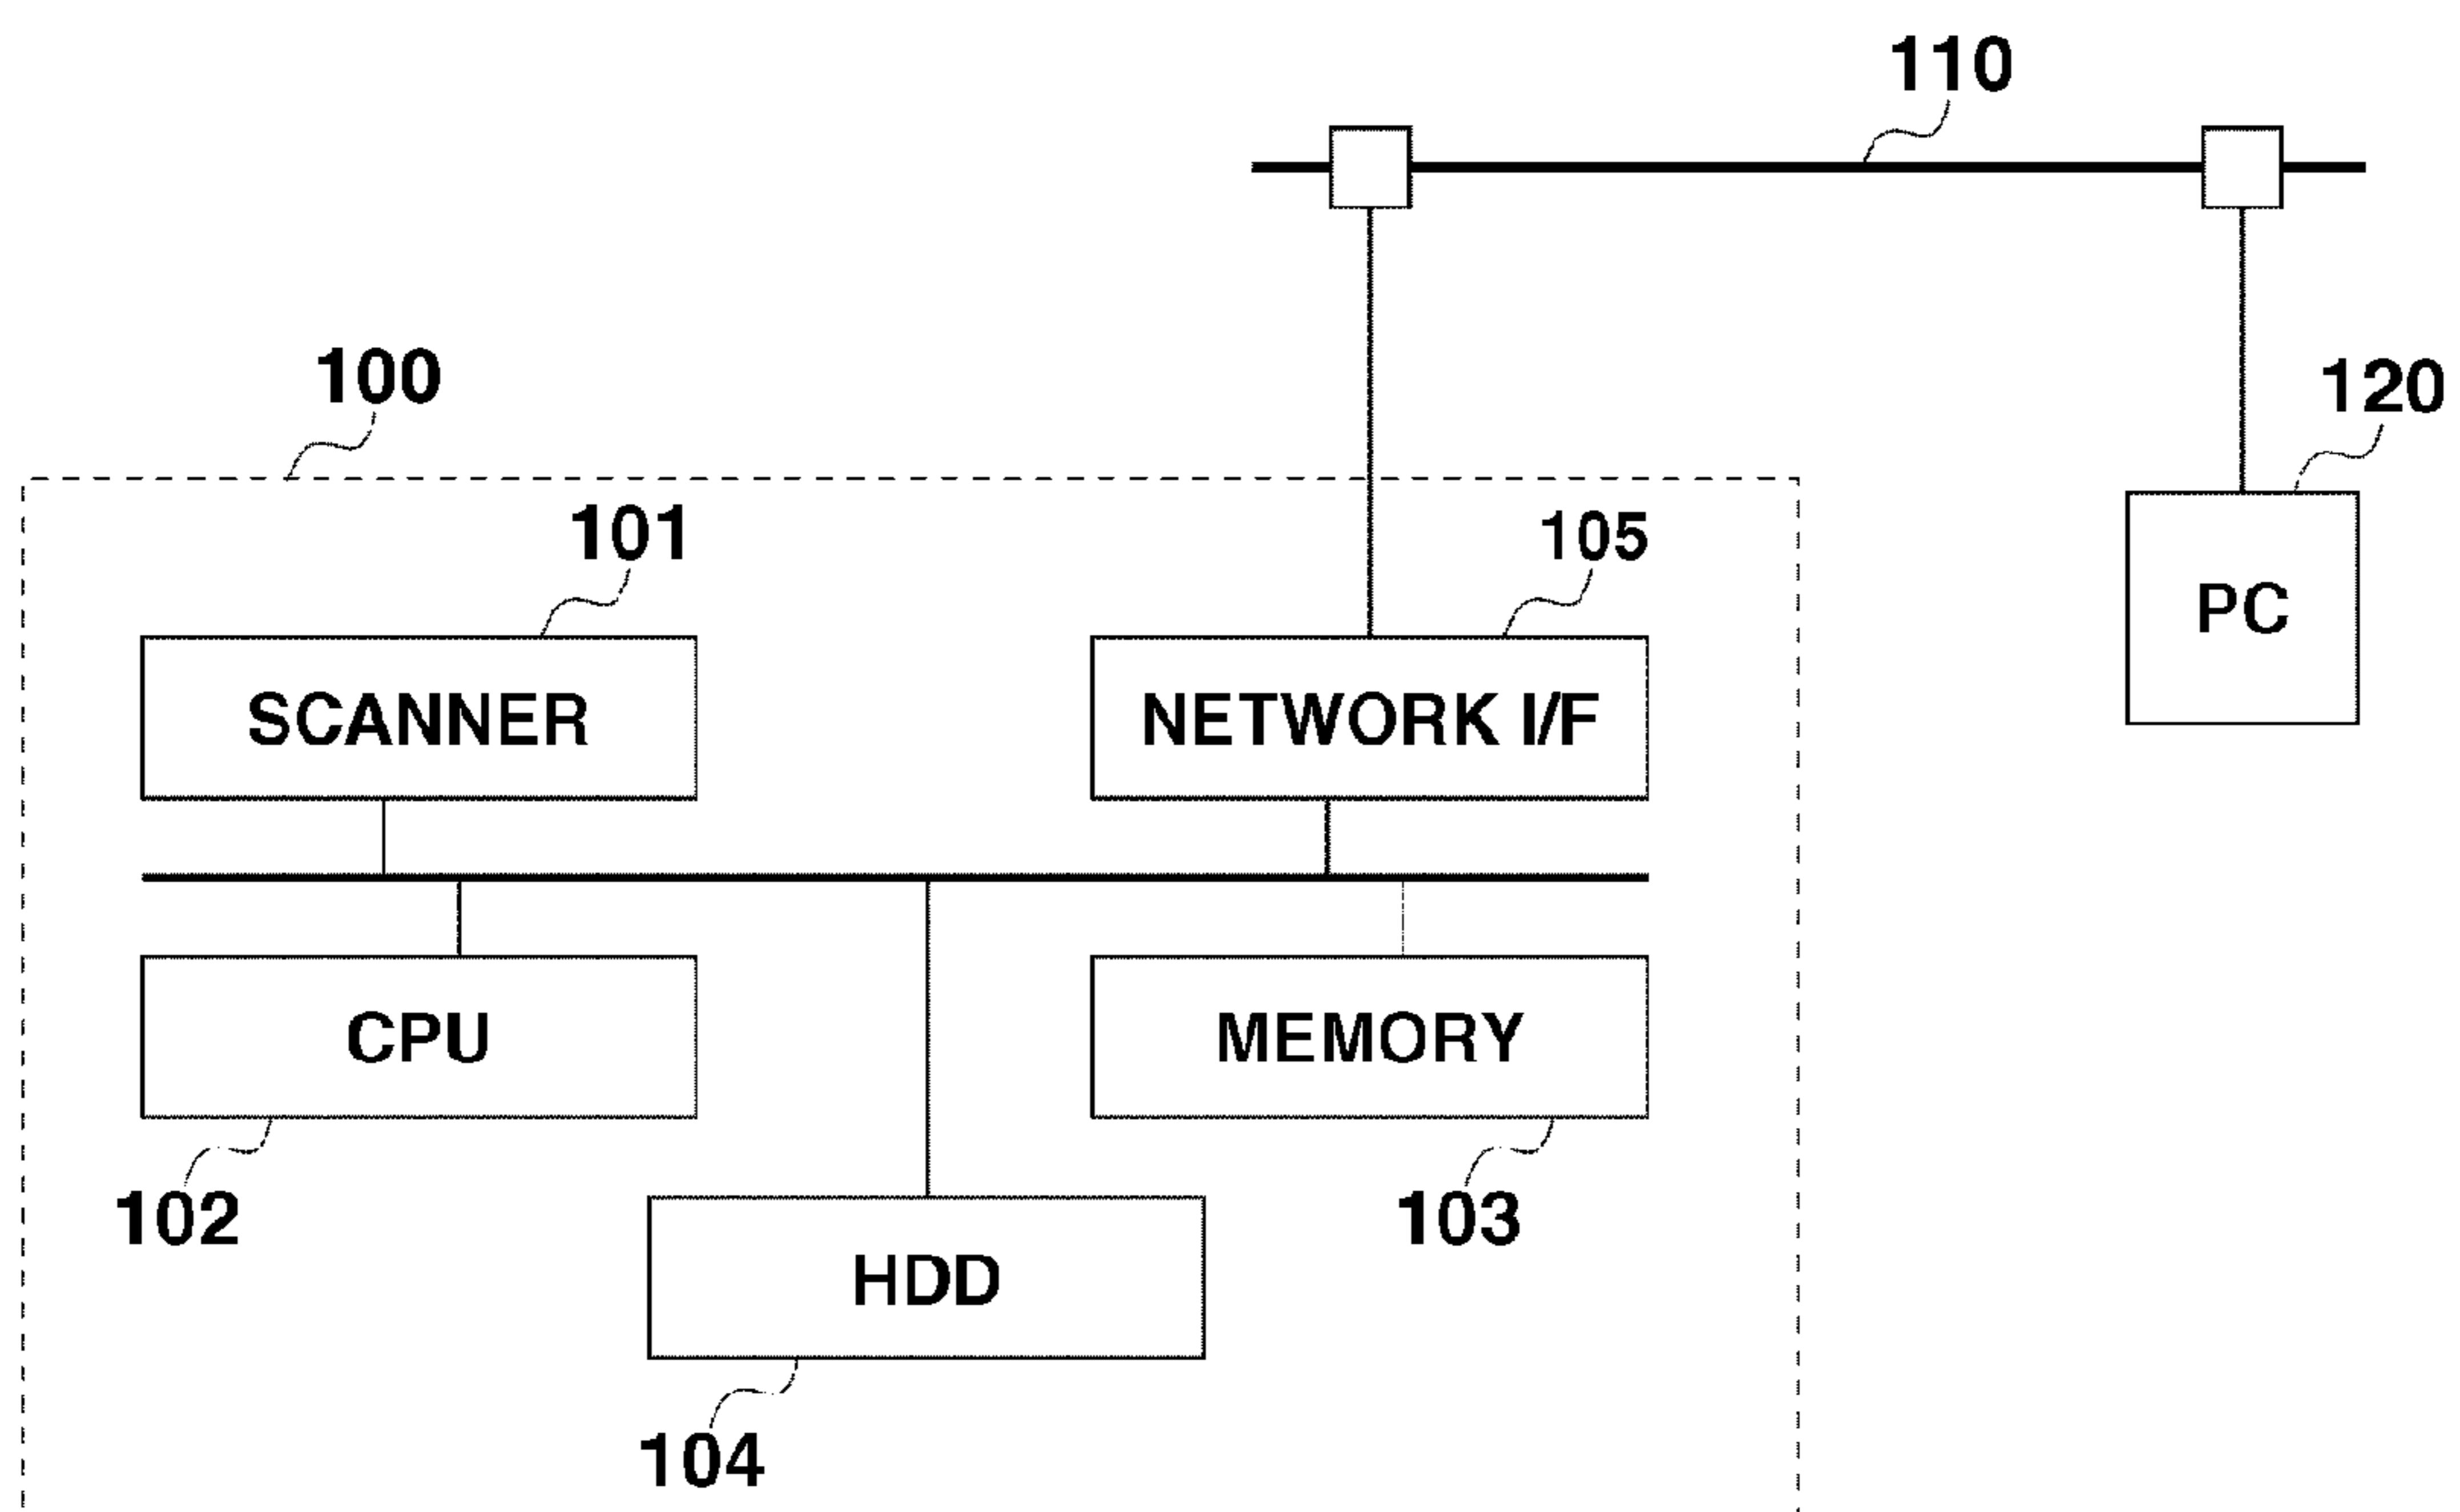 110
100
120
101
105
PC
SCANNER
NETWORK I/F
CPU
MEMORY
102
103
HDD
104